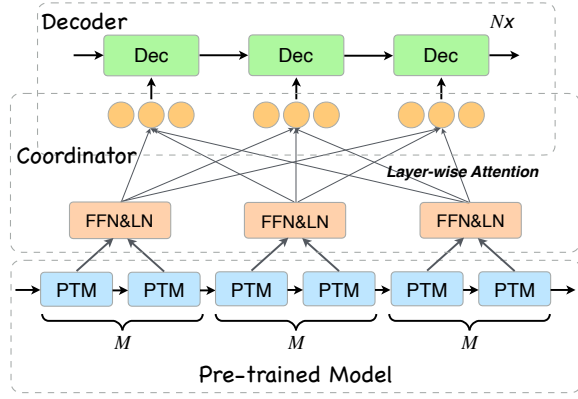 Decoder
Nx
Dec Dec Dec
Coordinator
Layer-wise Attention
FFN&LN FFN&LN FFN&LN
PTM PTM PTM PTM PTM PTM
M M M
Pre-trained Model